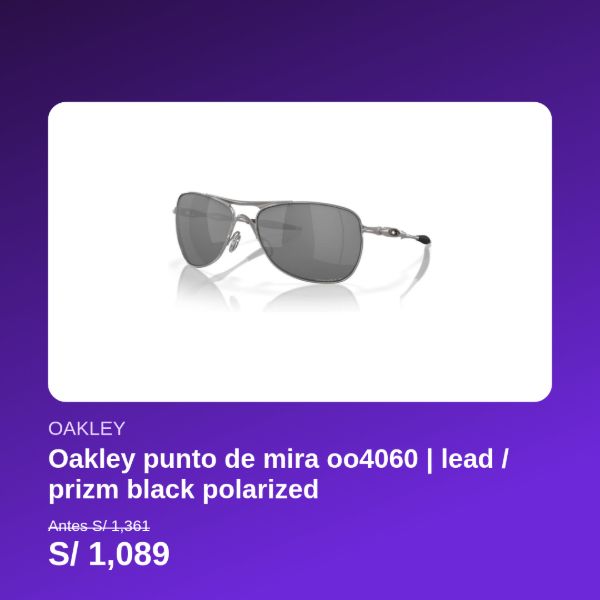 OAKLEY
Oakley punto de mira oo4060 | lead /
prizm black polarized
Antes S/ 1,361
S/ 1,089